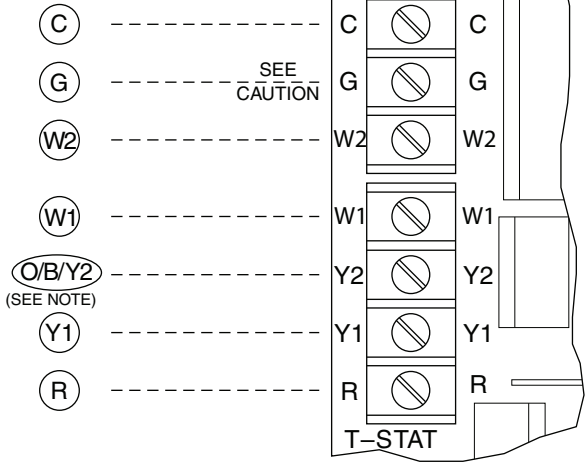 C C C
G SEE CAUTION G G
W2 W2 W2
W1 W1 W1
O/B/Y2 Y2 Y2
(SEE NOTE)
Y1 Y1 Y1
R R R
T–STAT